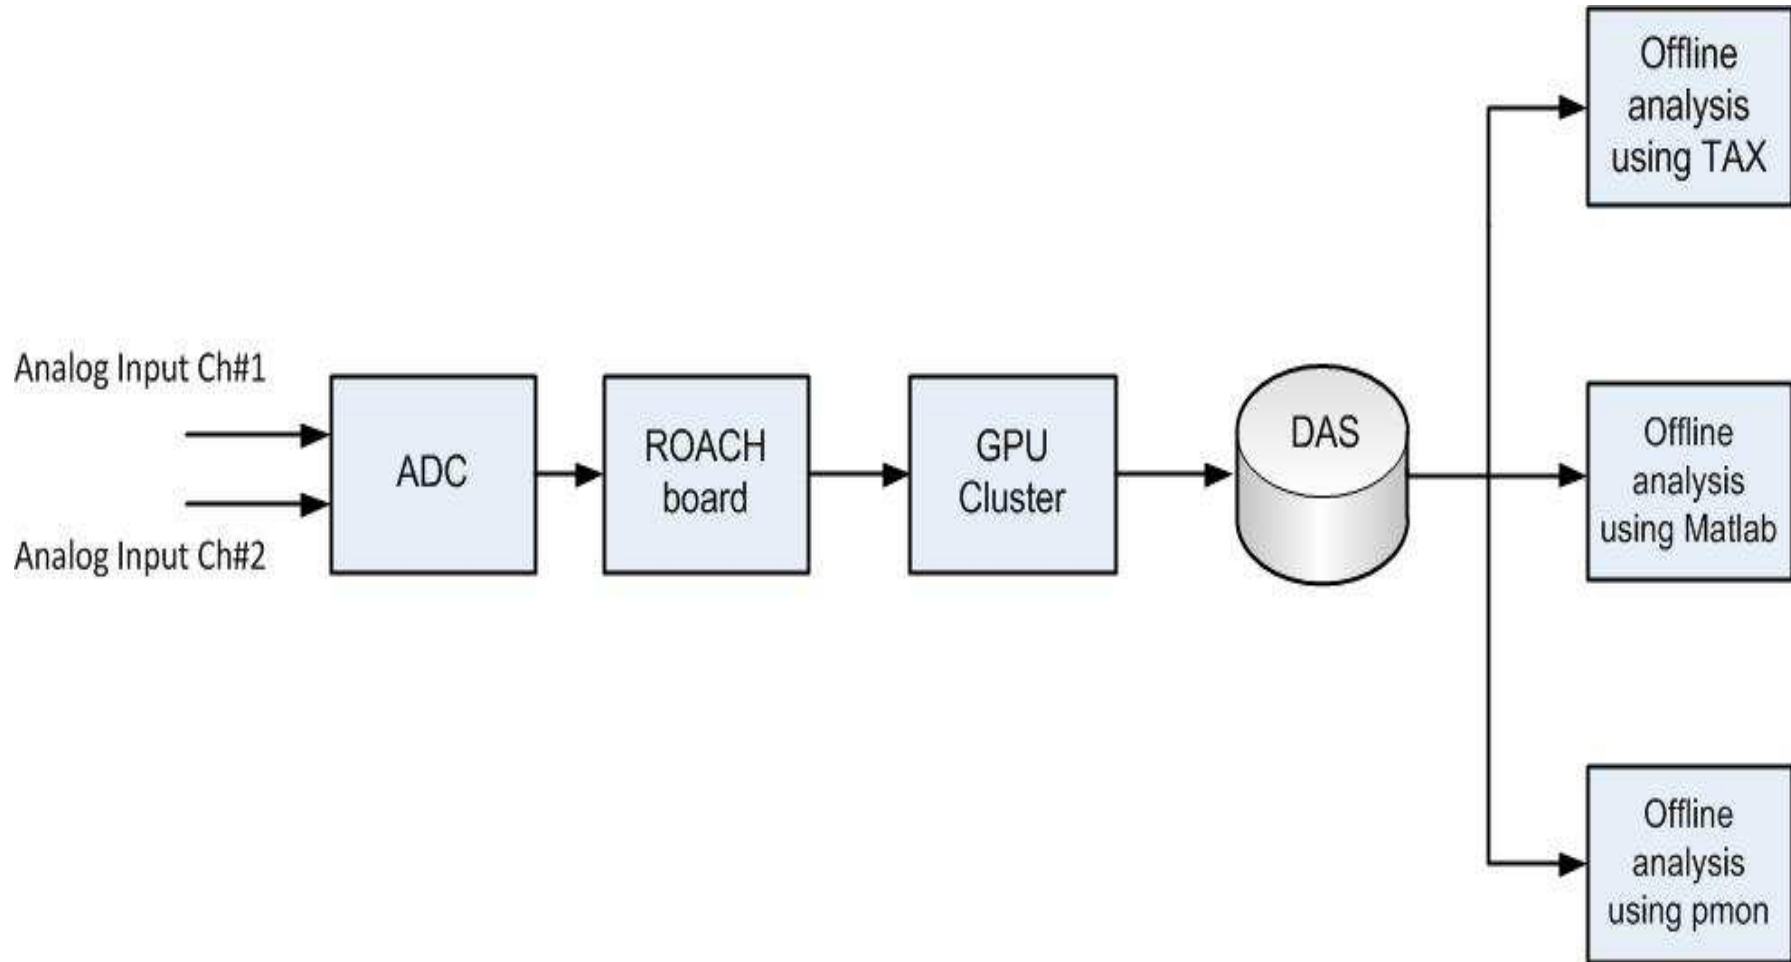 Analog Input Ch#1
Analog Input Ch#2
ADC
ROACH
board
GPU
Cluster
DAS
Offline
analysis
using TAX
Offline
analysis
using Matlab
Offline
analysis
using pmon